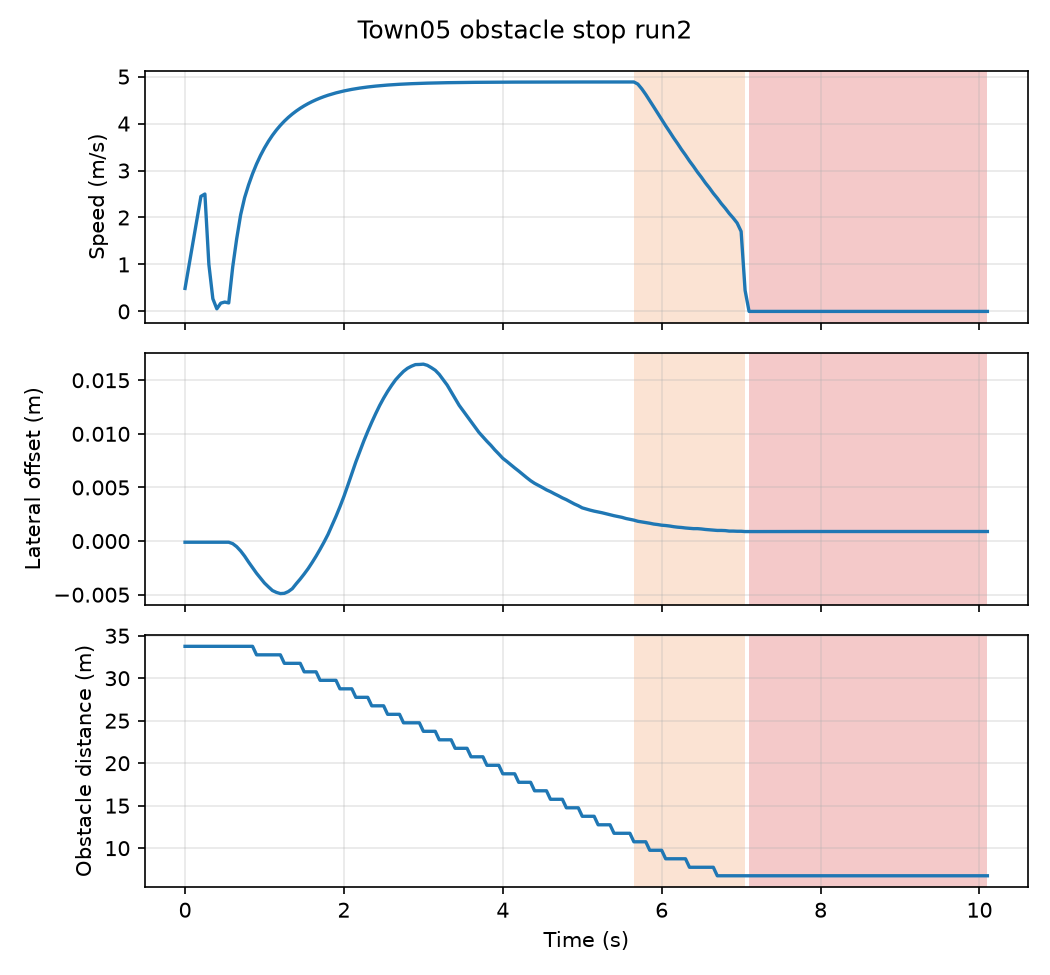 Town05 obstacle stop run2
Speed (m/s)
5
4
3
2
1
0
Lateral offset (m)
0.015
0.010
0.005
0.000
−0.005
Obstacle distance (m)
35
30
25
20
15
10
0 2 4 6 8 10
Time (s)